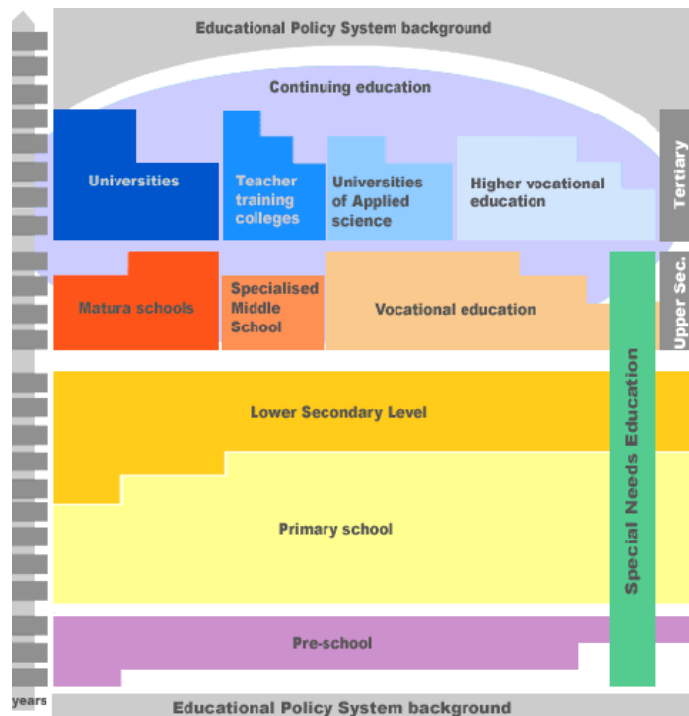 Educational Policy System background
Continuing education
Tertiary
Universities
Teacher
training
colleges
Universities
of Applied
science
Higher vocational
education
Upper Sec.
Matura schools
Specialised
Middle
School
Vocational education
Special Needs Education
Lower Secondary Level
Primary school
Pre-school
years
Educational Policy System background